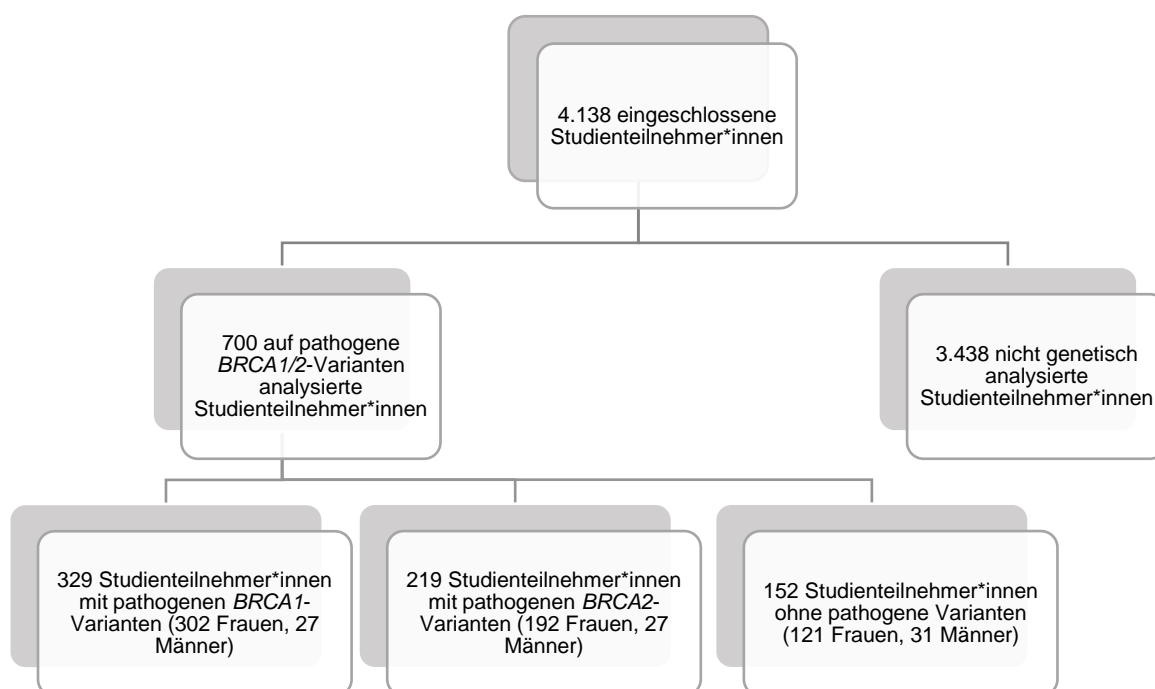 4.138 eingeschlossene
Studienteilnehmer*innen
700 auf pathogene
BRCA1/2-Varianten
analysierte
Studienteilnehmer*innen
3.438 nicht genetisch
analysierte
Studienteilnehmer*innen
329 Studienteilnehmer*innen
mit pathogenen BRCA1-
Varianten (302 Frauen, 27
Männer)
219 Studienteilnehmer*innen
mit pathogenen BRCA2-
Varianten (192 Frauen, 27
Männer)
152 Studienteilnehmer*innen
ohne pathogene Varianten
(121 Frauen, 31 Männer)